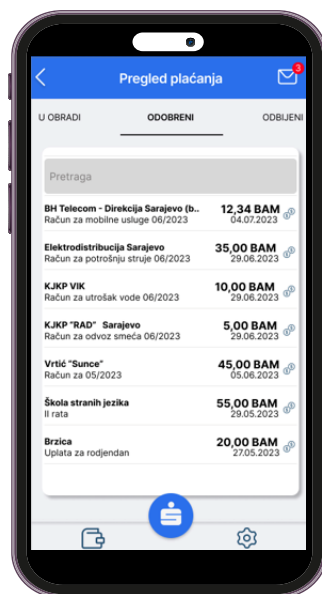 Pregled plaćanja
3
U OBRADI ODOBRENI ODBIJENI
Pretraga
BH Telecom - Direkcija Sarajevo (b.. 12,34 BAM
Račun za mobilne usluge 06/2023 04.07.2023
Elektrodistribucija Sarajevo 35,00 BAM
Račun za potrošnju struje 06/2023 29.06.2023
KJKP VIK 10,00 BAM
Račun za utrošak vode 06/2023 29.06.2023
KJKP "RAD" Sarajevo 5,00 BAM
Račun za odvoz smeća 06/2023 29.06.2023
Vrtić "Sunce" 45,00 BAM
Račun za 05/2023 05.06.2023
Škola stranih jezika 55,00 BAM
II rata 29.05.2023
Brzica 20,00 BAM
Uplata za rodjendan 27.05.2023